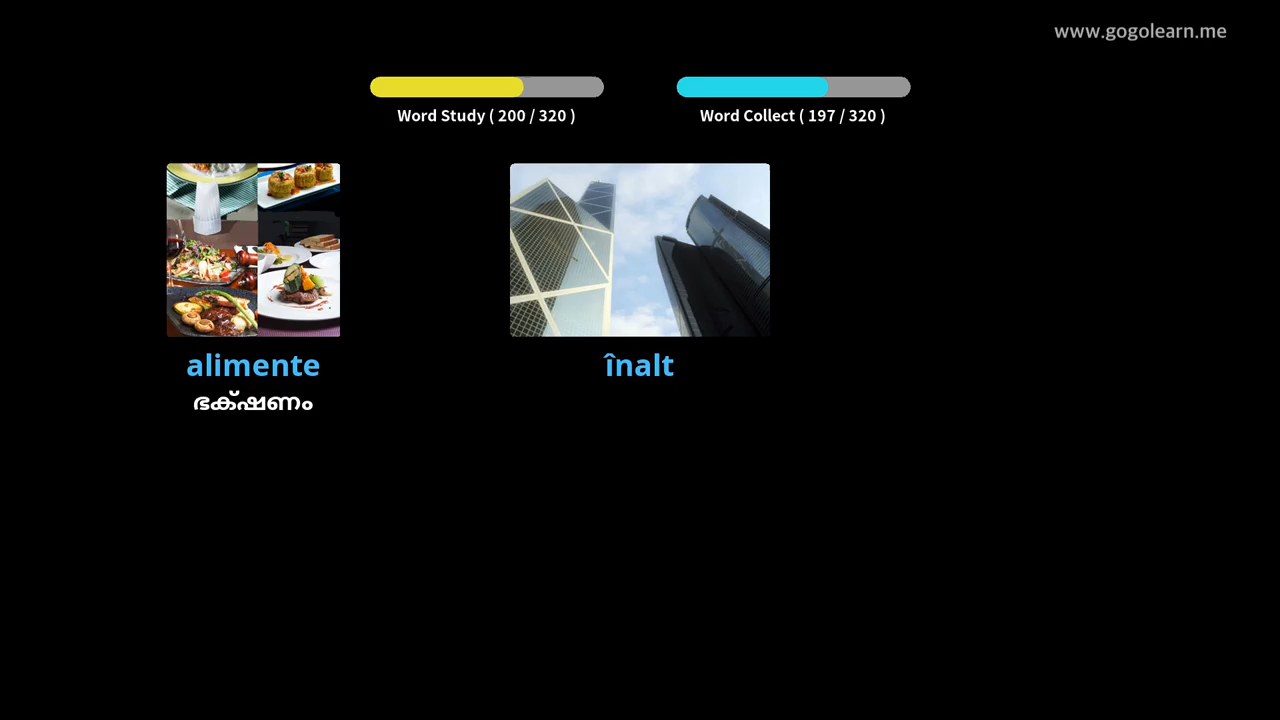 www.gogolearn.me
Word Study ( 200 / 320 )
Word Collect ( 197 / 320 )
alimente
ഭക്ഷണം
înalt